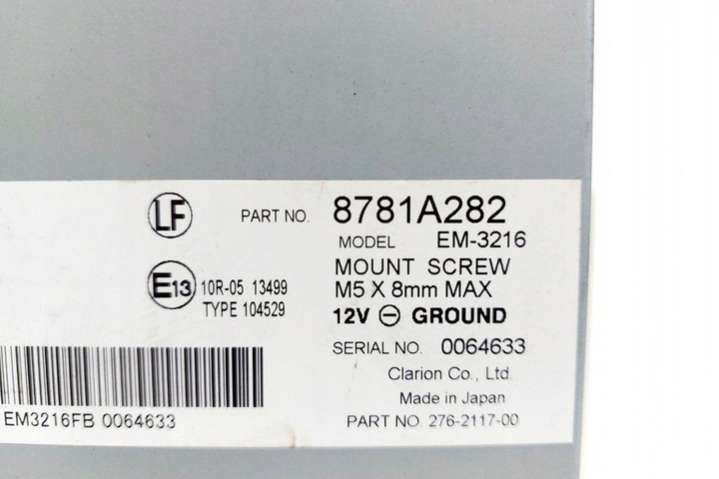 LF PART NO. 8781A282
MODEL EM-3216
MOUNT SCREW
E13 10R-05 13499 M5 X 8mm MAX
TYPE 104529 12V ⊖ GROUND
SERIAL NO. 0064633
Clarion Co., Ltd.
Made in Japan
EM3216FB 0064633 PART NO. 276-2117-00